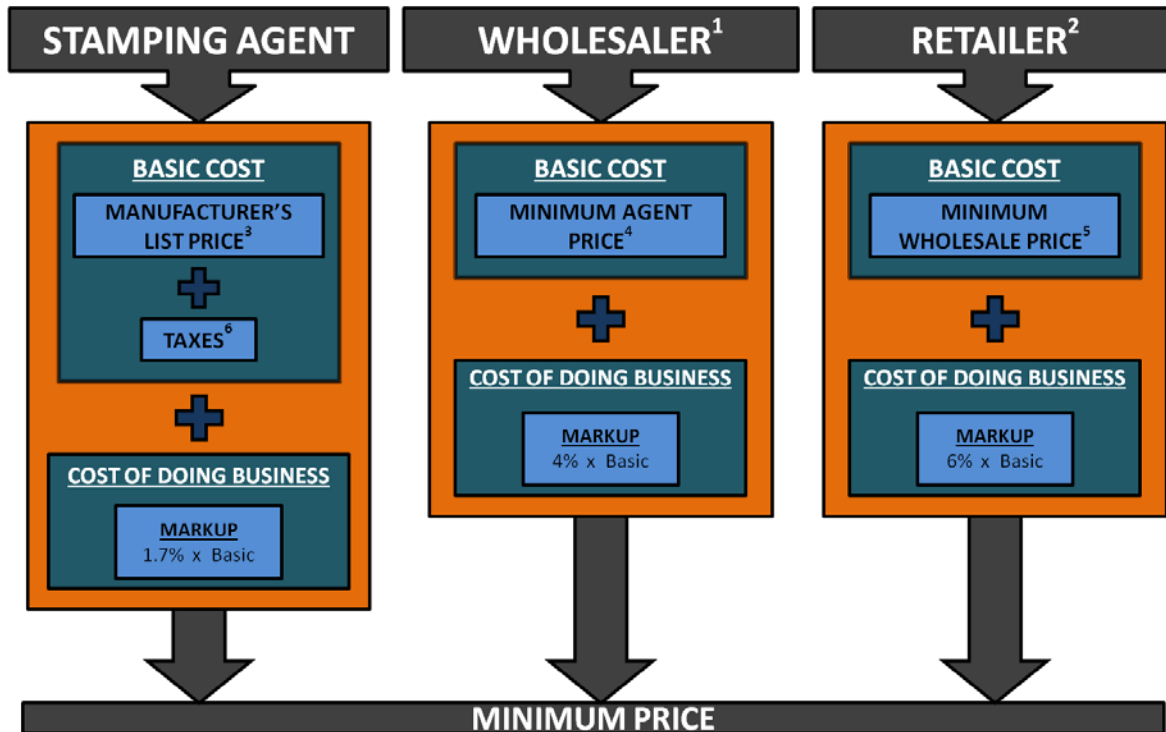 STAMPING AGENT
BASIC COST
MANUFACTURER'S
LIST PRICE³
TAXES⁶
COST OF DOING BUSINESS
MARKUP
1.7% x Basic
WHOLESALER¹
BASIC COST
MINIMUM AGENT
PRICE⁴
COST OF DOING BUSINESS
MARKUP
4% x Basic
RETAILER²
BASIC COST
MINIMUM
WHOLESALE PRICE⁵
COST OF DOING BUSINESS
MARKUP
6% x Basic
MINIMUM PRICE